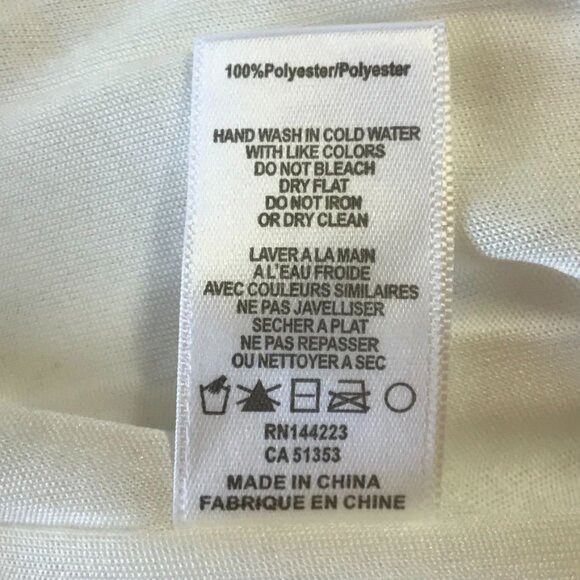 100%Polyester/Polyester
HAND WASH IN COLD WATER
WITH LIKE COLORS
DO NOT BLEACH
DRY FLAT
DO NOT IRON
OR DRY CLEAN
LAVER A LA MAIN
A L'EAU FROIDE
AVEC COULEURS SIMILAIRES
NE PAS JAVELLISER
SECHER A PLAT
NE PAS REPASSER
OU NETTOYER A SEC
RN144223
CA 51353
MADE IN CHINA
FABRIQUE EN CHINE